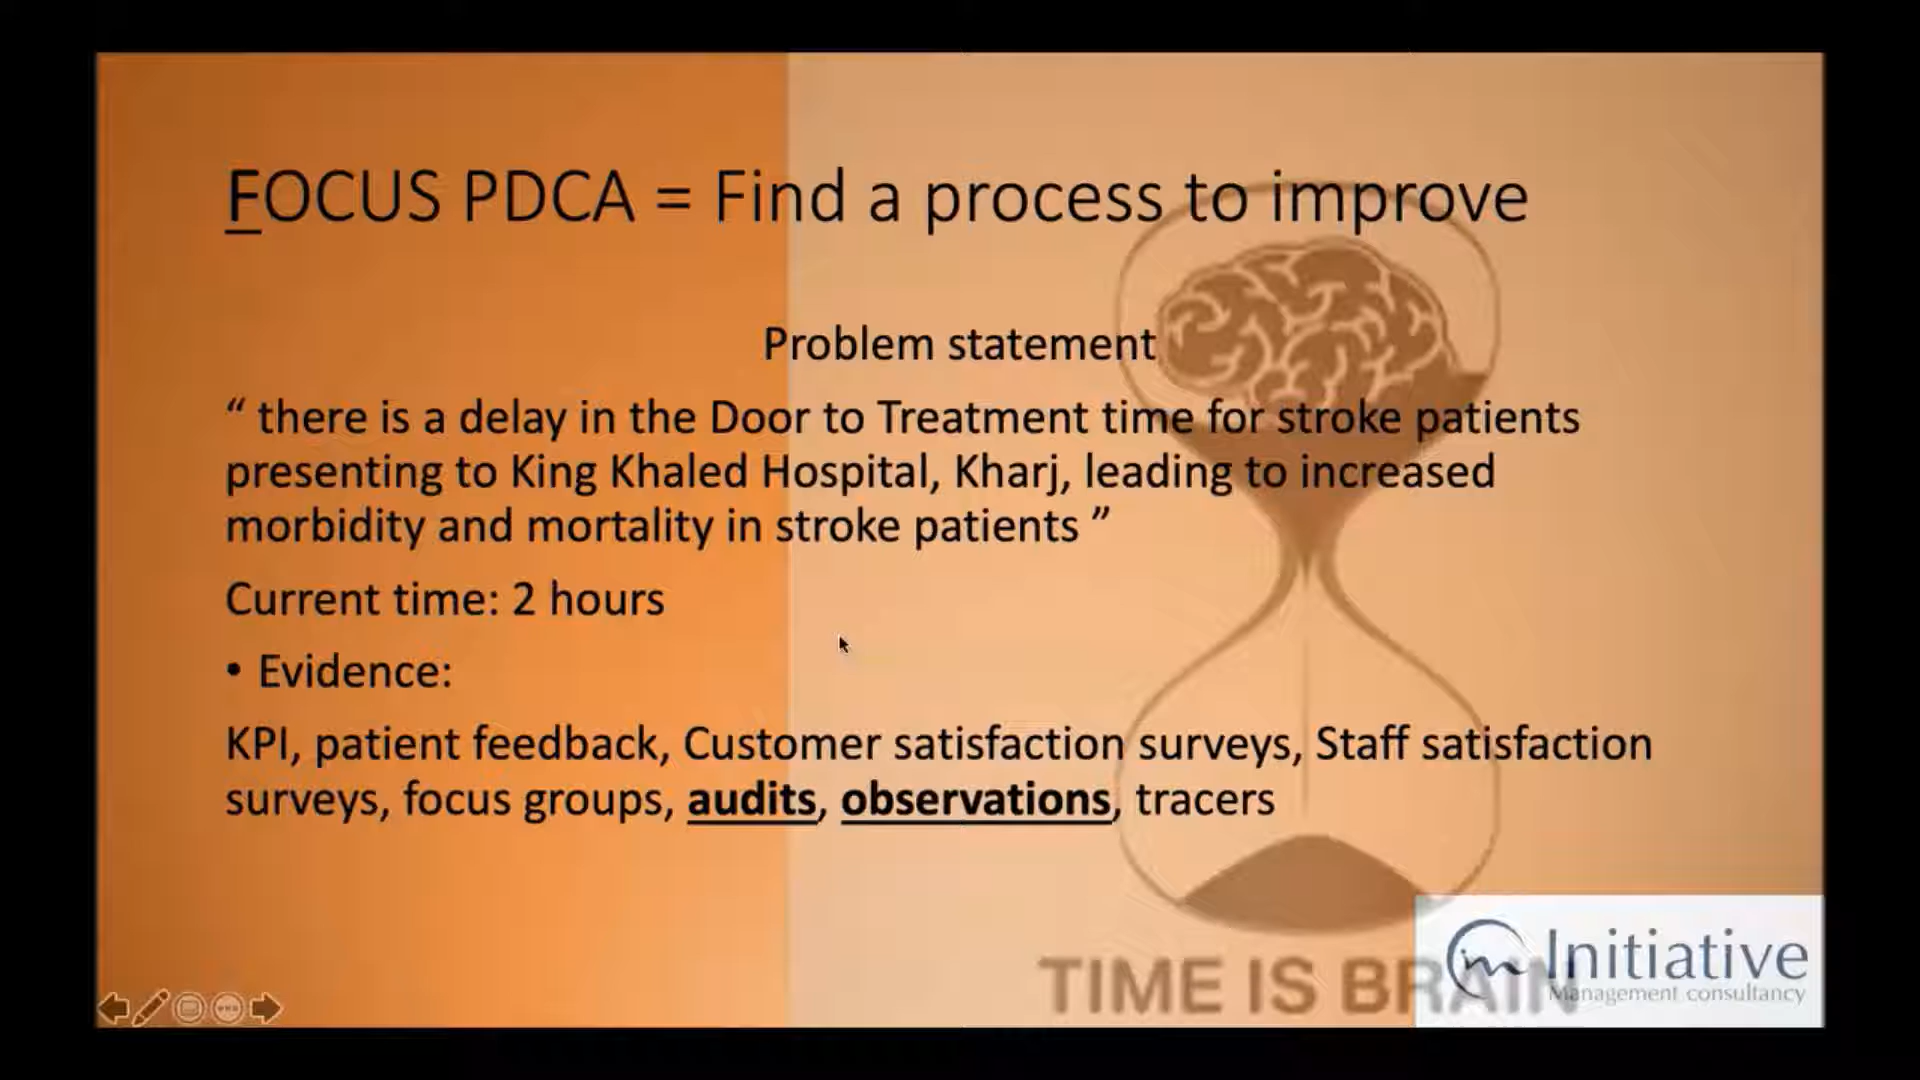 FOCUS PDCA = Find a process to improve
Problem statement
“ there is a delay in the Door to Treatment time for stroke patients
presenting to King Khaled Hospital, Kharj, leading to increased
morbidity and mortality in stroke patients ”
Current time: 2 hours
• Evidence:
KPI, patient feedback, Customer satisfaction surveys, Staff satisfaction
surveys, focus groups, audits, observations, tracers
TIME IS BRAIN
Initiative
Management consultancy